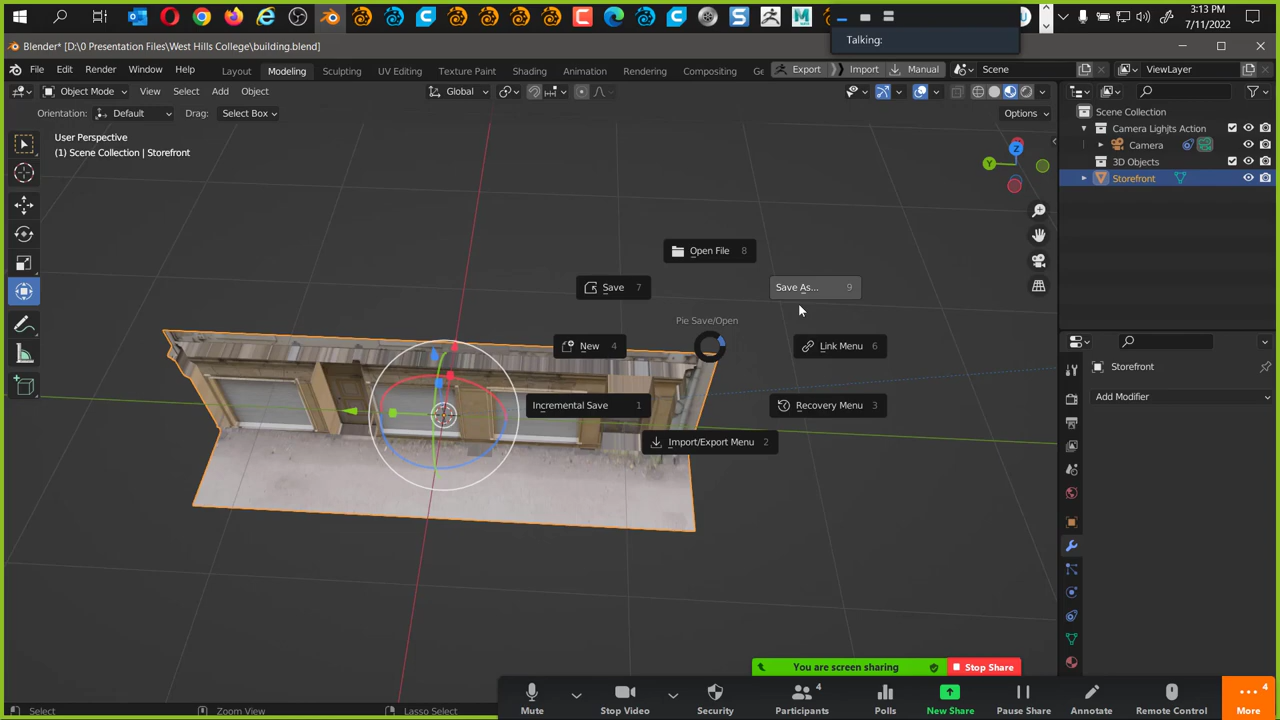 Talking:
3:13 PM
7/11/2022
Blender* [D:\0 Presentation Files\West Hills College\building.blend]
File Edit Render Window Help Layout Modeling Sculpting UV Editing Texture Paint Shading Animation Rendering Compositing Ge Export Import Manual Scene ViewLayer
Object Mode View Select Add Object Global
Orientation: Default Drag: Select Box Options
User Perspective
(1) Scene Collection | Storefront
Z
Y
Scene Collection
Camera Lights Action
Camera
3D Objects
Storefront
Open File 8
Save 7
Save As... 9
Pie Save/Open
New 4
Link Menu 6
Incremental Save 1
Recovery Menu 3
Import/Export Menu 2
Storefront
Add Modifier
You are screen sharing Stop Share
4
4
Mute Stop Video Security Participants Polls New Share Pause Share Annotate Remote Control More
Select Zoom View Lasso Select